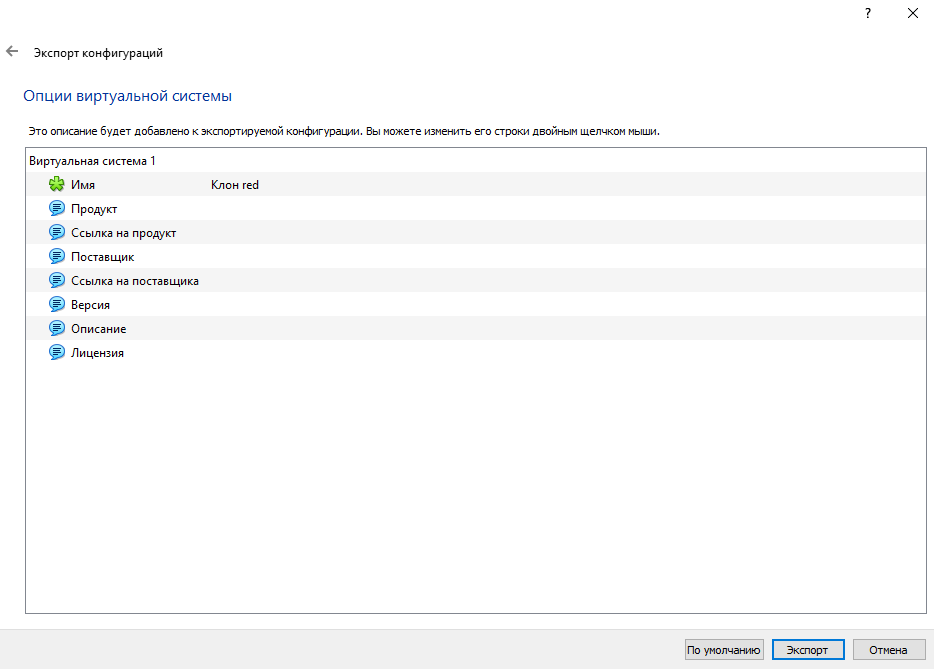 ?
Экспорт конфигураций
Опции виртуальной системы
Это описание будет добавлено к экспортируемой конфигурации. Вы можете изменить его строки двойным щелчком мыши.
Виртуальная система 1
Имя Клон red
Продукт
Ссылка на продукт
Поставщик
Ссылка на поставщика
Версия
Описание
Лицензия
По умолчанию Экспорт Отмена